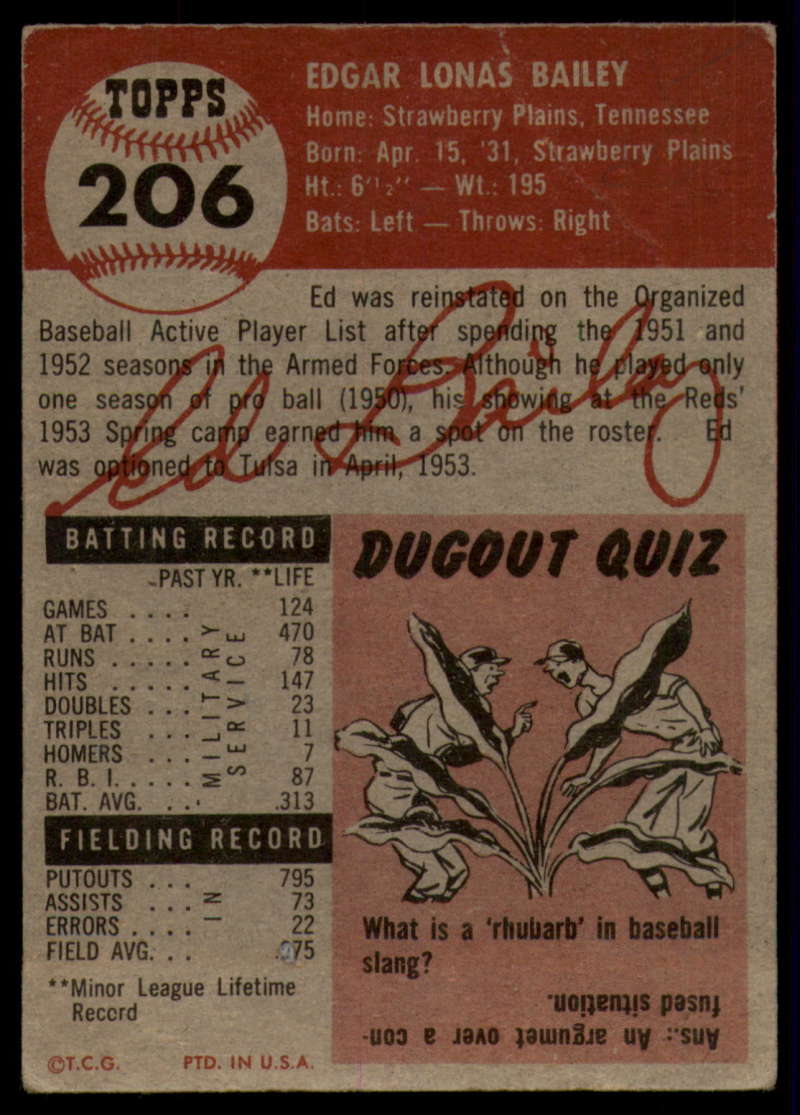 TOPPS
206
EDGAR LONAS BAILEY
Home: Strawberry Plains, Tennessee
Born: Apr. 15, '31, Strawberry Plains
Ht.: 6'1½" — Wt.: 195
Bats: Left — Throws: Right
Ed was reinstated on the Organized
Baseball Active Player List after spending the 1951 and
1952 seasons in the Armed Forces. Although he played only
one season of pro ball (1950), his showing at the Reds'
1953 Spring camp earned him a spot on the roster. Ed
was optioned to Tulsa in April, 1953.
Ed Bailey
BATTING RECORD
PAST YR. **LIFE
GAMES .... 124
AT BAT .... 470
RUNS ..... 78
HITS ..... 147
DOUBLES ... 23
TRIPLES ... 11
HOMERS ... 7
R. B. I. .... 87
BAT. AVG. ... .313
IN MILITARY SERVICE
FIELDING RECORD
PUTOUTS ... 795
ASSISTS ... 73
ERRORS .... 22
FIELD AVG. .. .975
**Minor League Lifetime
Record
©T.C.G. PTD. IN U.S.A.
DUGOUT QUIZ
What is a 'rhubarb' in baseball
slang?
Ans.: An argumet over a con-
fused situation.